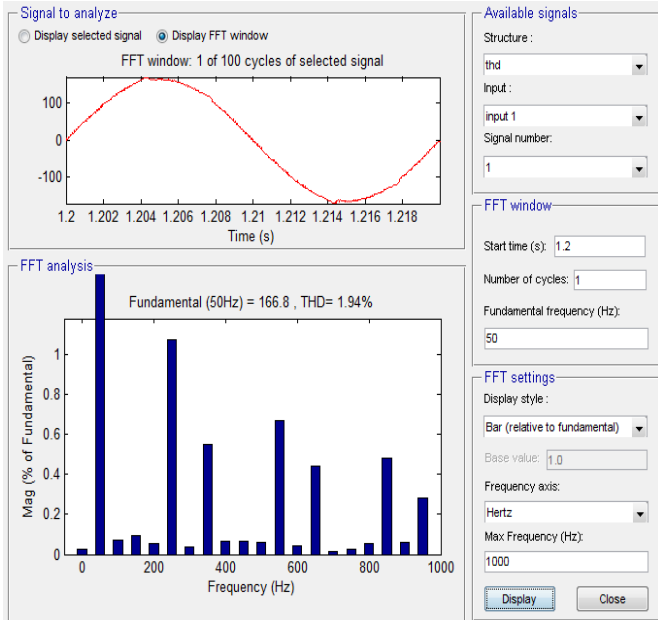 Signal to analyze
Display selected signal Display FFT window
FFT window: 1 of 100 cycles of selected signal
100
0
-100
1.2 1.202 1.204 1.206 1.208 1.21 1.212 1.214 1.216 1.218
Time (s)
FFT analysis
Fundamental (50Hz) = 166.8 , THD= 1.94%
Mag (% of Fundamental)
1
0.8
0.6
0.4
0.2
0
0 200 400 600 800 1000
Frequency (Hz)
Available signals
Structure :
thd
Input :
input 1
Signal number:
1
FFT window
Start time (s): 1.2
Number of cycles: 1
Fundamental frequency (Hz):
50
FFT settings
Display style :
Bar (relative to fundamental)
Base value: 1.0
Frequency axis:
Hertz
Max Frequency (Hz):
1000
Display Close